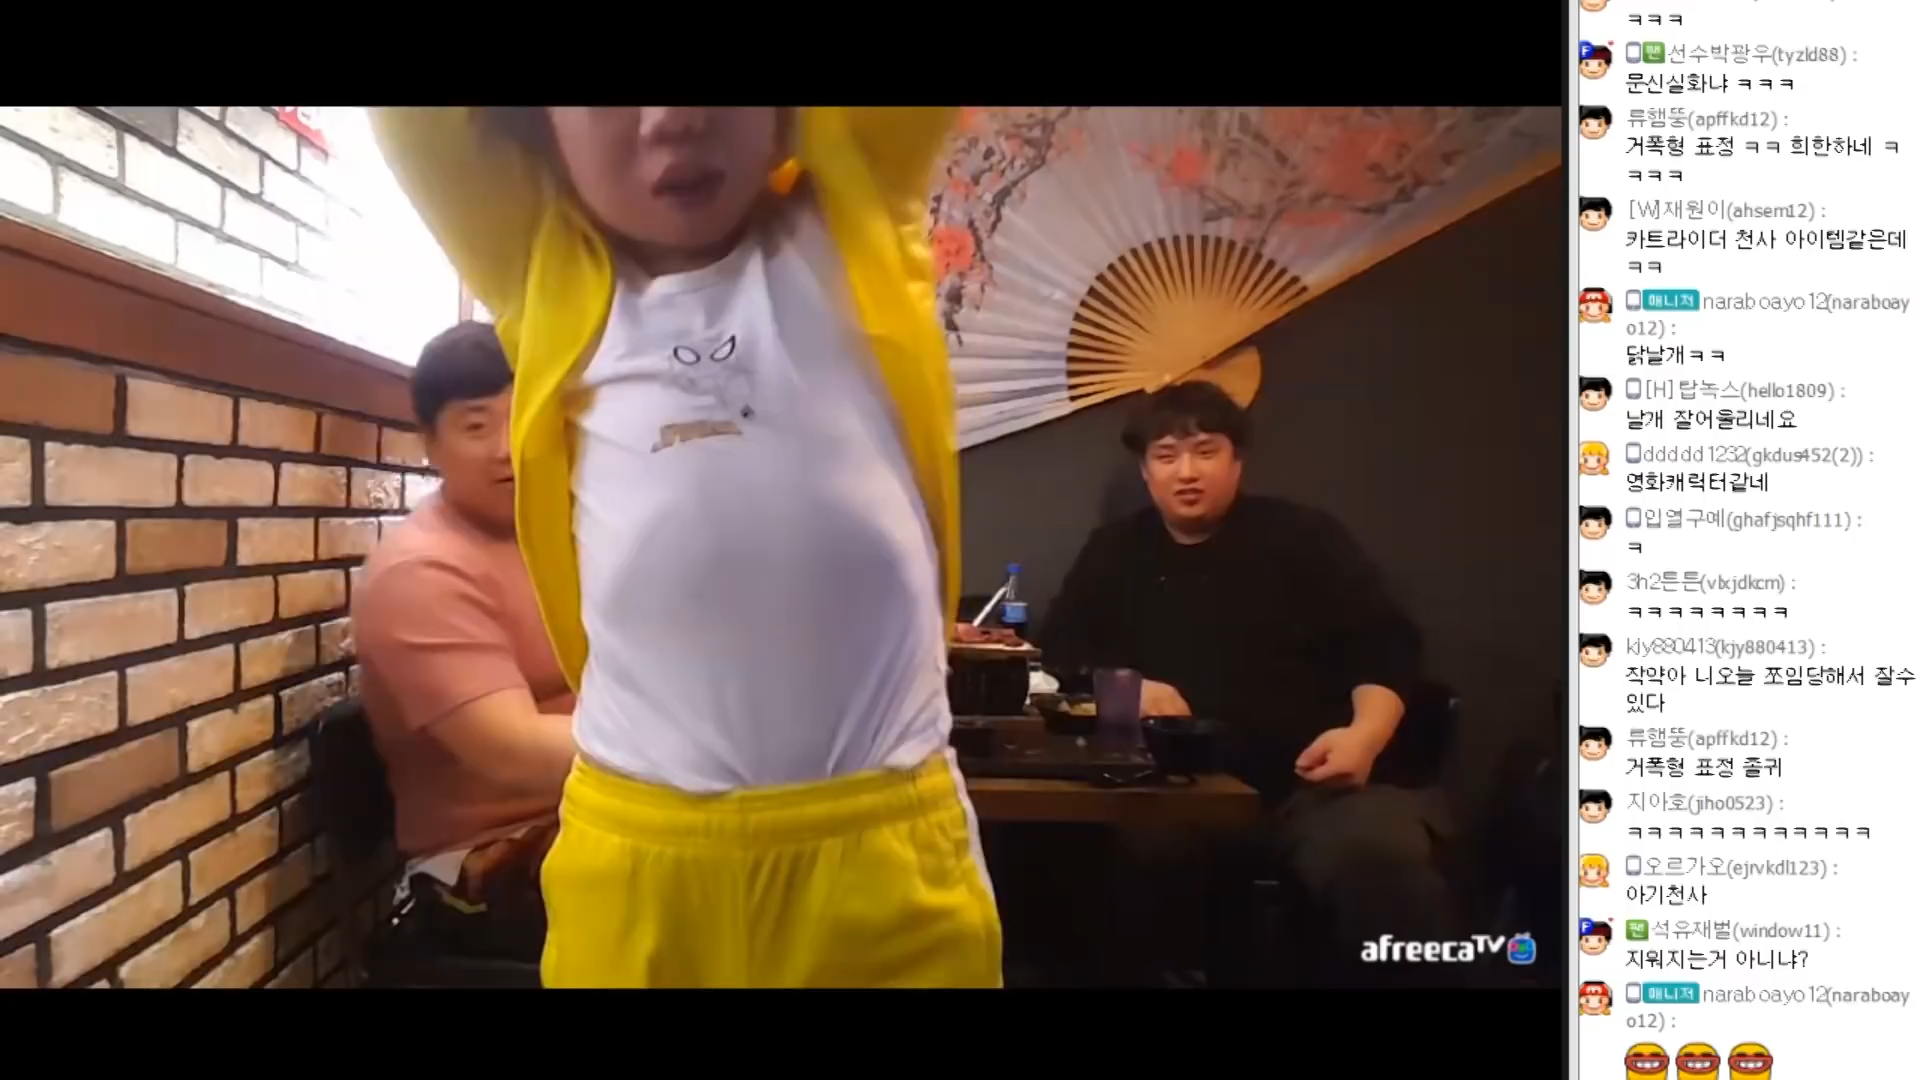 afreecaTV
ㅋㅋㅋ
팬 선수박광우(tyzld88) :
문신실화냐 ㅋㅋㅋ
류햄뚱(apffkd12) :
거폭형 표정 ㅋㅋ 희한하네 ㅋ
ㅋㅋㅋ
[W]재원이(ahsem12) :
카트라이더 천사 아이템같은데
ㅋㅋ
매니저 naraboayo12(naraboay
o12) :
닭날개ㅋㅋ
[H]탑녹스(hello1809) :
날개 잘어울리네요
ddddd1232(gkdus452(2)) :
영화캐릭터같네
입열구예(ghafjsqhf111) :
ㅋ
3h2튼튼(vlxjdkcm) :
ㅋㅋㅋㅋㅋㅋㅋㅋ
kjy880413(kjy880413) :
작약아 니오늘 쪼임당해서 잘수
있다
류햄뚱(apffkd12) :
거폭형 표정 졸귀
지아호(jiho0523) :
ㅋㅋㅋㅋㅋㅋㅋㅋㅋㅋㅋㅋ
오르가오(ejrvkdl123) :
아기천사
팬 석유재벌(window11) :
지워지는거 아니냐?
매니저 naraboayo12(naraboay
o12) :